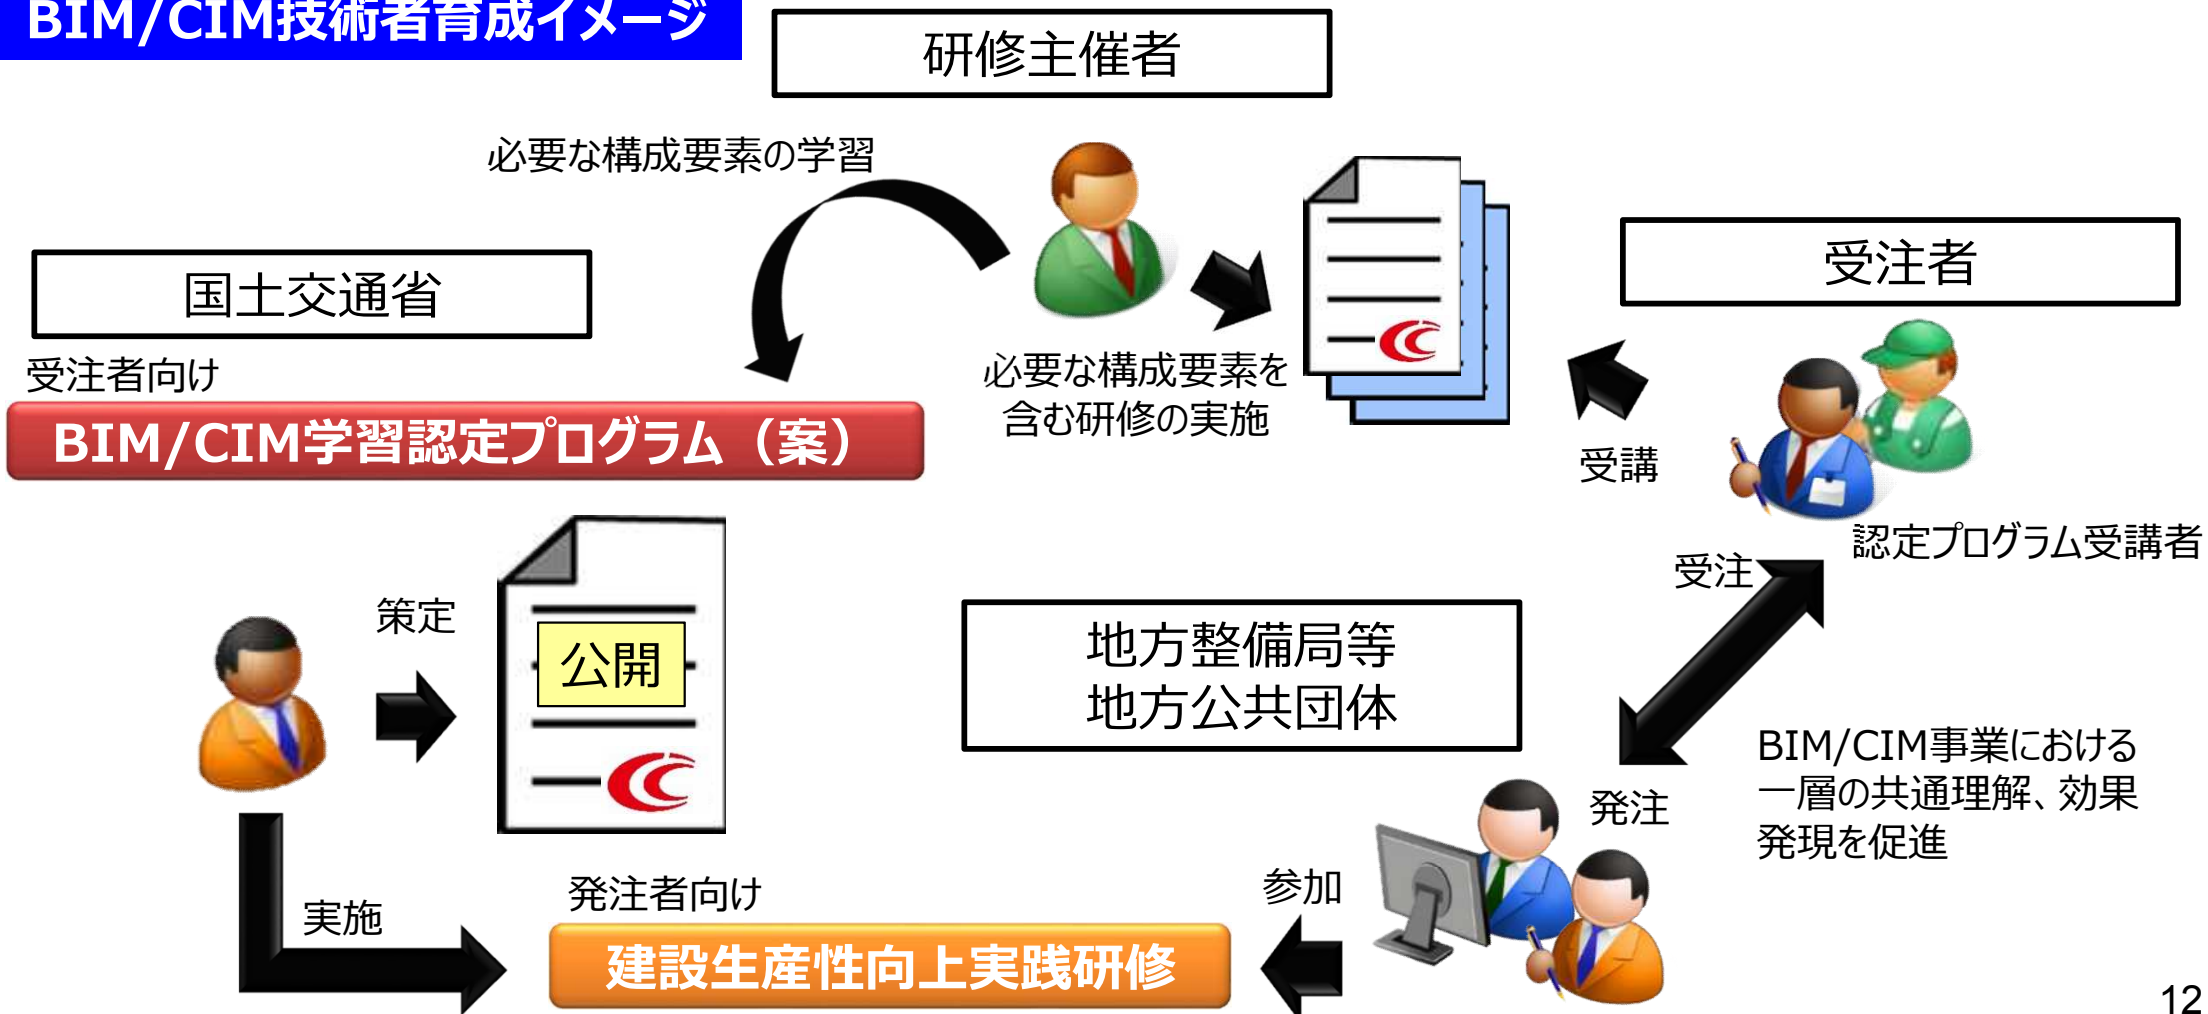 BIM/CIM技術者育成イメージ
研修主催者
必要な構成要素の学習
国土交通省
受注者
受注者向け
BIM/CIM学習認定プログラム（案）
必要な構成要素を
含む研修の実施
受講
認定プログラム受講者
受注
策定
公開
地方整備局等
地方公共団体
BIM/CIM事業における
一層の共通理解、効果
発現を促進
発注
参加
発注者向け
実施
建設生産性向上実践研修
12